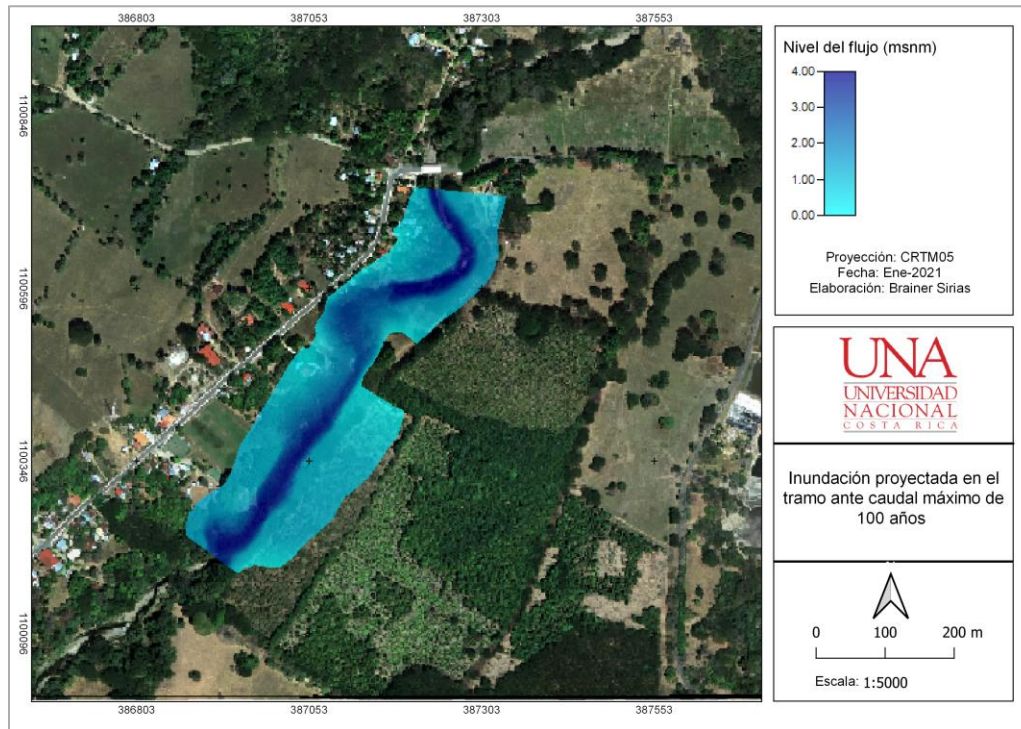 386803 387053 387303 387553
1100846
1100596
1100346
1100096
386803 387053 387303 387553
Nivel del flujo (msnm)
4.00
3.00
2.00
1.00
0.00
Proyección: CRTM05
Fecha: Ene-2021
Elaboración: Brainer Sirias
UNA
UNIVERSIDAD
NACIONAL
COSTA RICA
Inundación proyectada en el
tramo ante caudal máximo de
100 años
0 100 200 m
Escala: 1:5000